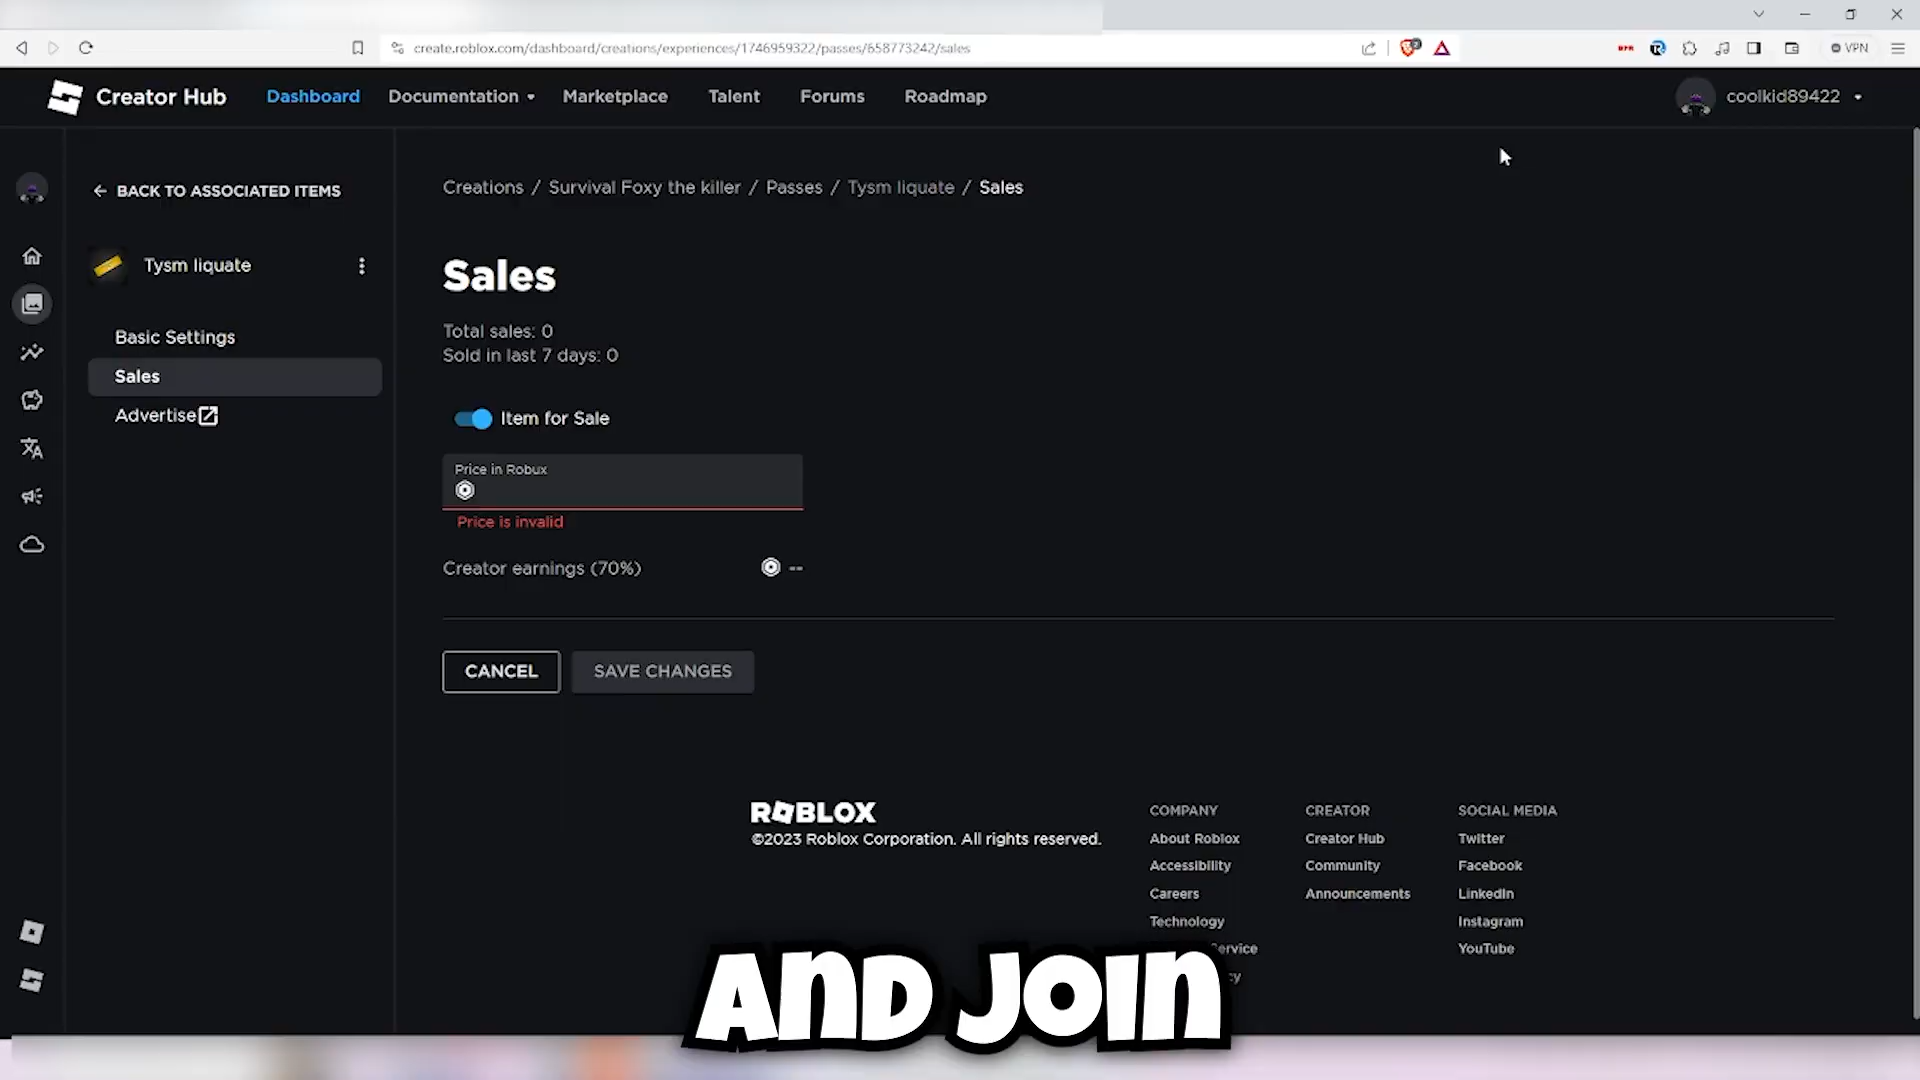 create.roblox.com/dashboard/creations/experiences/1746959322/passes/658773242/sales
VPN
Creator Hub
Dashboard
Documentation
Marketplace
Talent
Forums
Roadmap
coolkid89422
BACK TO ASSOCIATED ITEMS
Tysm liquate
Basic Settings
Sales
Advertise
Creations / Survival Foxy the killer / Passes / Tysm liquate / Sales
Sales
Total sales: 0
Sold in last 7 days: 0
Item for Sale
Price in Robux
Price is invalid
Creator earnings (70%)
--
CANCEL
SAVE CHANGES
ROBLOX
©2023 Roblox Corporation. All rights reserved.
COMPANY
About Roblox
Accessibility
Careers
Technology
CREATOR
Creator Hub
Community
Announcements
SOCIAL MEDIA
Twitter
Facebook
LinkedIn
Instagram
YouTube
AND JOIN